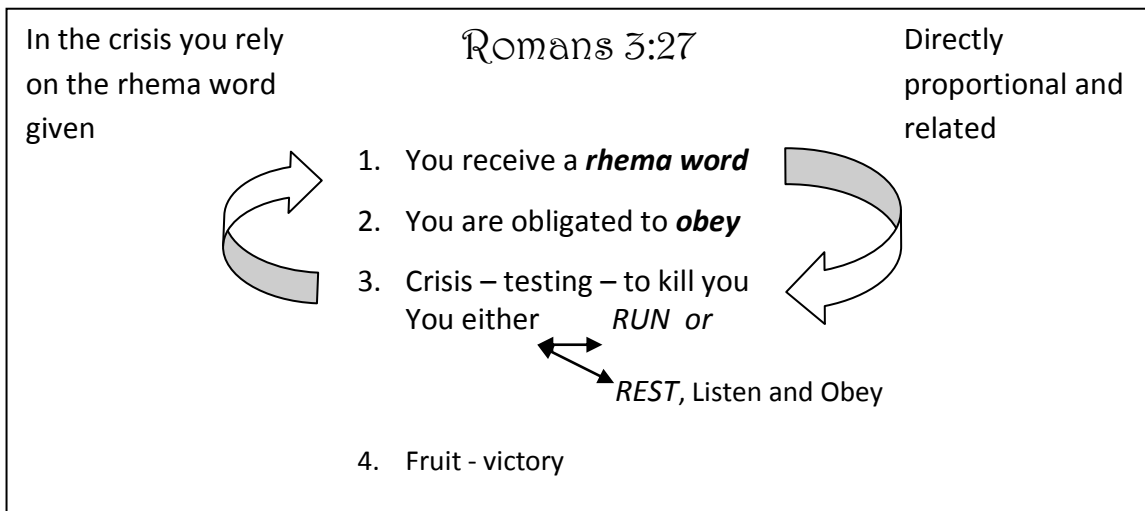 In the crisis you rely
on the rhema word
given
Romans 3:27
Directly
proportional and
related
1. You receive a rhema word
2. You are obligated to obey
3. Crisis – testing – to kill you
You either RUN or
REST, Listen and Obey
4. Fruit - victory